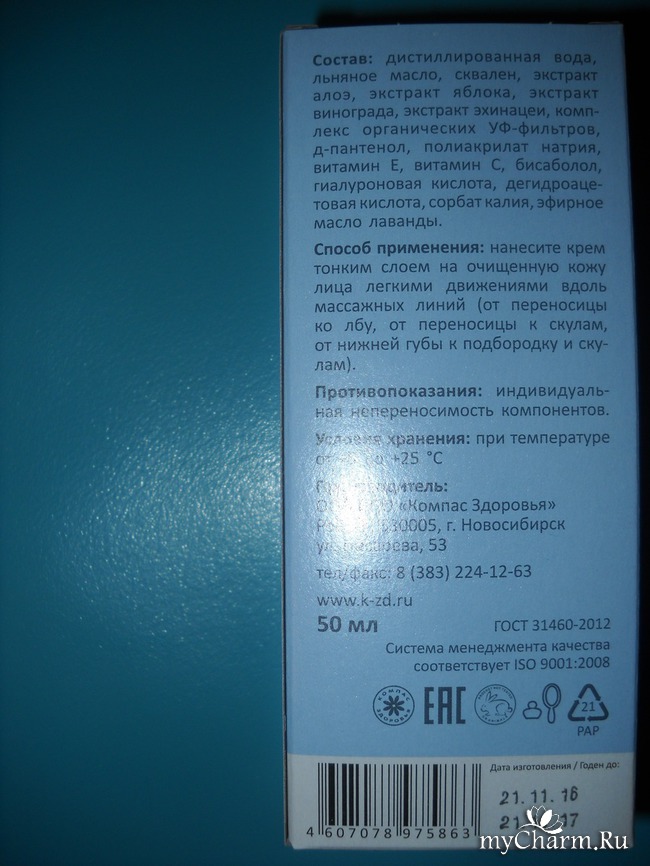 Состав: дистиллированная вода,
льняное масло, сквален, экстракт
алоэ, экстракт яблока, экстракт
винограда, экстракт эхинацеи, комп-
лекс органических УФ-фильтров,
д-пантенол, полиакрилат натрия,
витамин Е, витамин С, бисаболол,
гиалуроновая кислота, дегидроаце-
товая кислота, сорбат калия, эфирное
масло лаванды.
Способ применения: нанесите крем
тонким слоем на очищенную кожу
лица легкими движениями вдоль
массажных линий (от переносицы
ко лбу, от переносицы к скулам,
от нижней губы к подбородку и ску-
лам).
Противопоказания: индивидуаль-
ная непереносимость компонентов.
Условия хранения: при температуре
+25 °С
«Компас Здоровья»
г. Новосибирск
53
тел/факс: 8 (383) 224-12-63
www.k-zd.ru
50 мл ГОСТ 31460-2012
Система менеджмента качества
соответствует ISO 9001:2008
КОМПАС ЗДОРОВЬЯ
EAC
21
PAP
Дата изготовления / Годен до:
21.11.16
4 607078 975863
myCharm.Ru